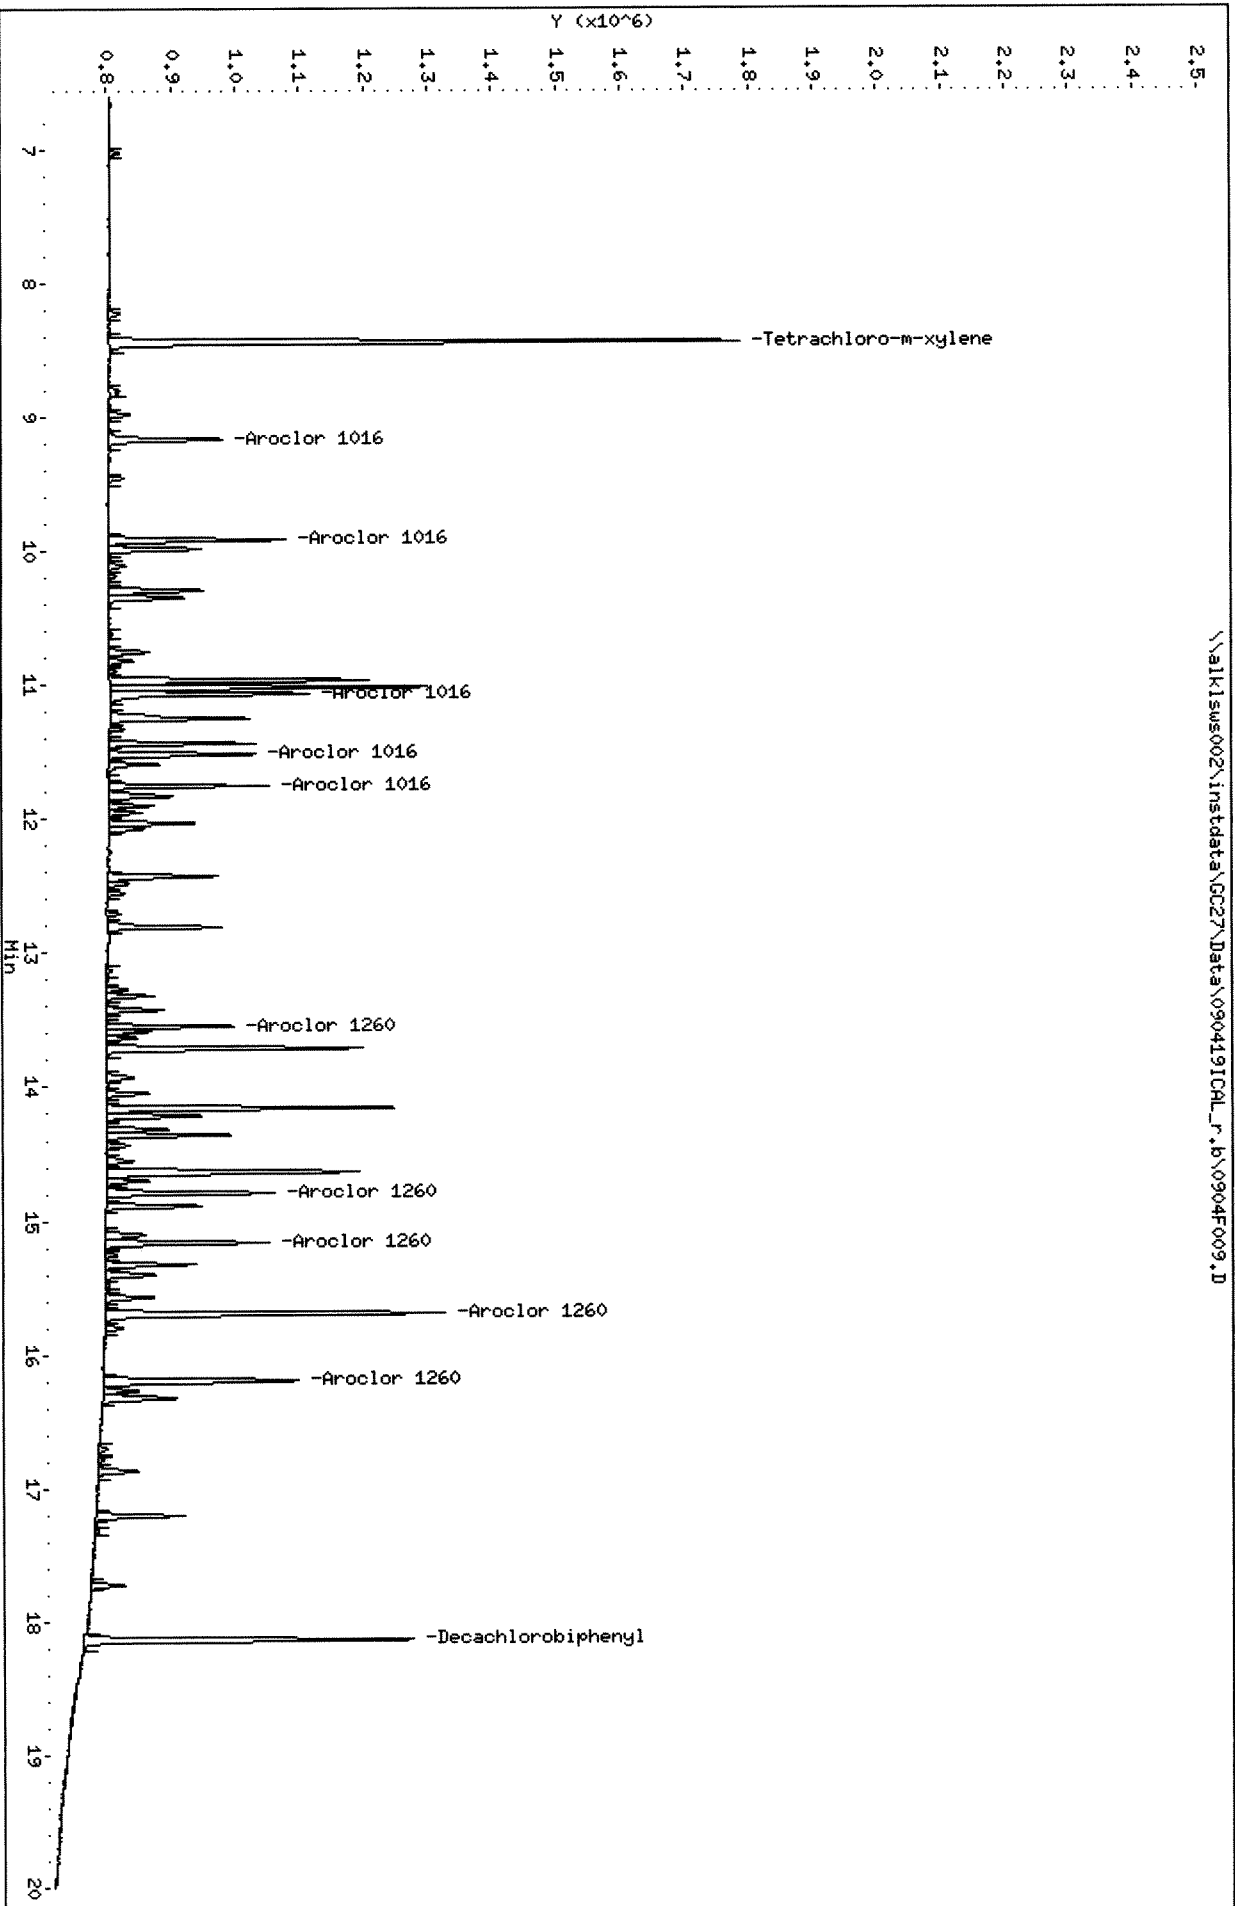 \\alklsws002\instdata\GC27\Data\090419ICAL_r.b\0904F009.D
Y (x10^6)
2.5
2.4
2.3
2.2
2.1
2.0
1.9
1.8
1.7
1.6
1.5
1.4
1.3
1.2
1.1
1.0
0.9
0.8
-Tetrachloro-m-xylene
-Aroclor 1016
-Aroclor 1016
-Aroclor 1016
-Aroclor 1016
-Aroclor 1016
-Aroclor 1260
-Aroclor 1260
-Aroclor 1260
-Aroclor 1260
-Aroclor 1260
-Decachlorobiphenyl
7
8
9
10
11
12
13
14
15
16
17
18
19
20
Min